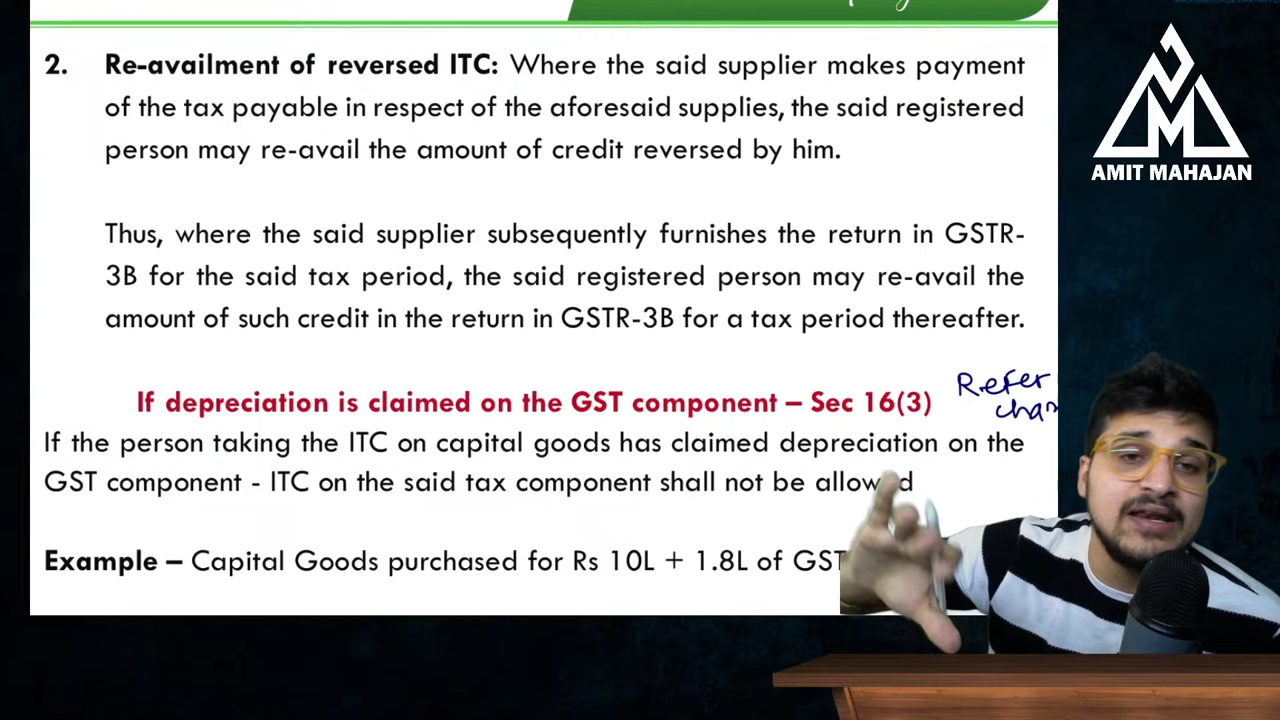 2. Re-availment of reversed ITC: Where the said supplier makes payment
of the tax payable in respect of the aforesaid supplies, the said registered
person may re-avail the amount of credit reversed by him.
Thus, where the said supplier subsequently furnishes the return in GSTR-
3B for the said tax period, the said registered person may re-avail the
amount of such credit in the return in GSTR-3B for a tax period thereafter.
If depreciation is claimed on the GST component – Sec 16(3)
Refer
If the person taking the ITC on capital goods has claimed depreciation on the
GST component - ITC on the said tax component shall not be allowed
Example – Capital Goods purchased for Rs 10L + 1.8L of GST
AMIT MAHAJAN